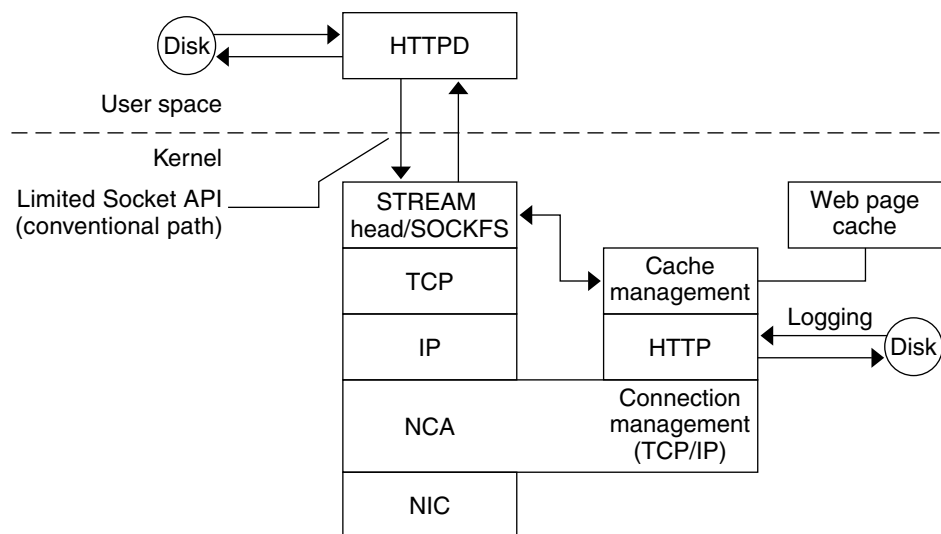 Disk
HTTPD
User space
Kernel
Limited Socket API
(conventional path)
STREAM
head/SOCKFS
Web page
cache
TCP
Cache
management
IP
HTTP
Logging
Disk
NCA
Connection
management
(TCP/IP)
NIC